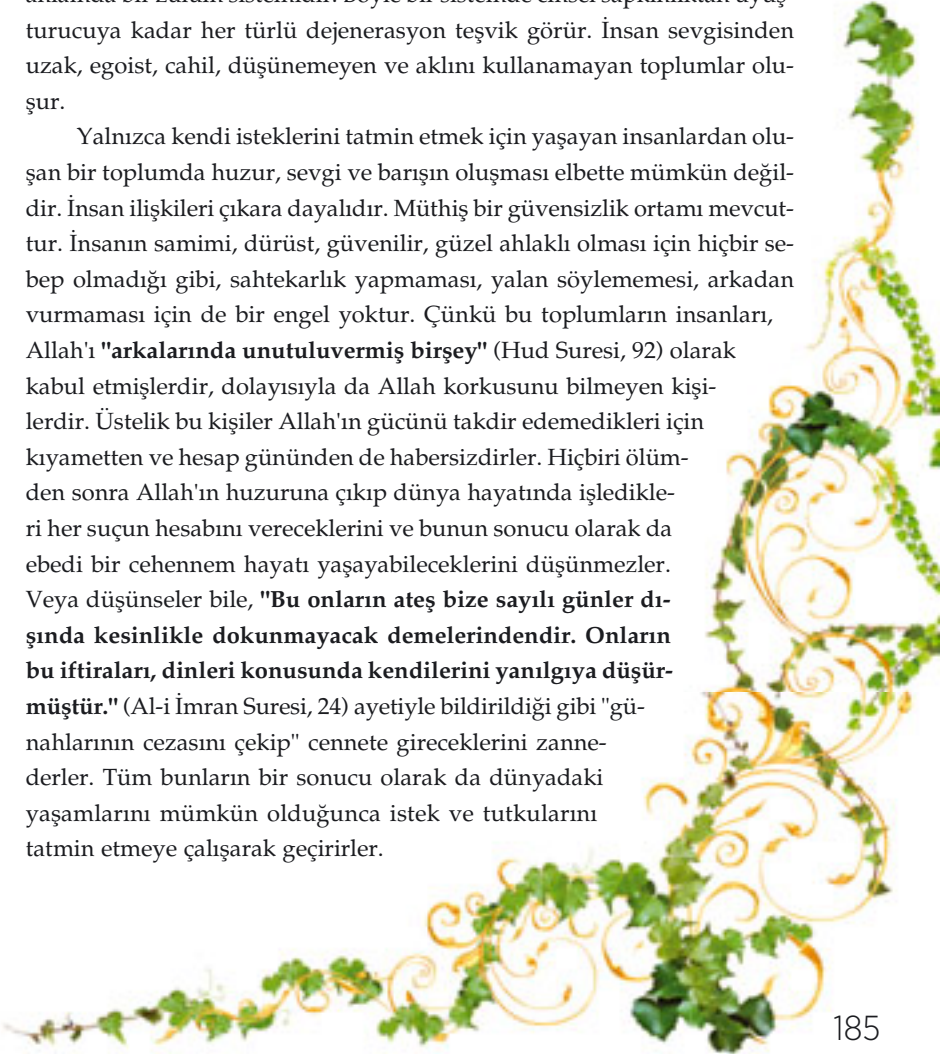 anlamda bir zulüm sistemidir. Böyle bir sistemde cinsel sapkınlıktan uyuş-
turucuya kadar her türlü dejenerasyon teşvik görür. İnsan sevgisinden
uzak, egoist, cahil, düşünemeyen ve aklını kullanamayan toplumlar olu-
şur.
Yalnızca kendi isteklerini tatmin etmek için yaşayan insanlardan olu-
şan bir toplumda huzur, sevgi ve barışın oluşması elbette mümkün değil-
dir. İnsan ilişkileri çıkara dayalıdır. Müthiş bir güvensizlik ortamı mevcut-
tur. İnsanın samimi, dürüst, güvenilir, güzel ahlaklı olması için hiçbir se-
bep olmadığı gibi, sahtekarlık yapmaması, yalan söylememesi, arkadan
vurmaması için de bir engel yoktur. Çünkü bu toplumların insanları,
Allah'ı "arkalarında unutuluvermiş birşey" (Hud Suresi, 92) olarak
kabul etmişlerdir, dolayısıyla da Allah korkusunu bilmeyen kişi-
lerdir. Üstelik bu kişiler Allah'ın gücünü takdir edemedikleri için
kıyametten ve hesap gününden de habersizdirler. Hiçbiri ölüm-
den sonra Allah'ın huzuruna çıkıp dünya hayatında işledikle-
ri her suçun hesabını vereceklerini ve bunun sonucu olarak da
ebedi bir cehennem hayatı yaşayabileceklerini düşünmezler.
Veya düşünseler bile, "Bu onların ateş bize sayılı günler dı-
şında kesinlikle dokunmayacak demelerindendir. Onların
bu iftiraları, dinleri konusunda kendilerini yanılgıya düşür-
müştür." (Al-i İmran Suresi, 24) ayetiyle bildirildiği gibi "gü-
nahlarının cezasını çekip" cennete gireceklerini zanne-
derler. Tüm bunların bir sonucu olarak da dünyadaki
yaşamlarını mümkün olduğunca istek ve tutkularını
tatmin etmeye çalışarak geçirirler.
185